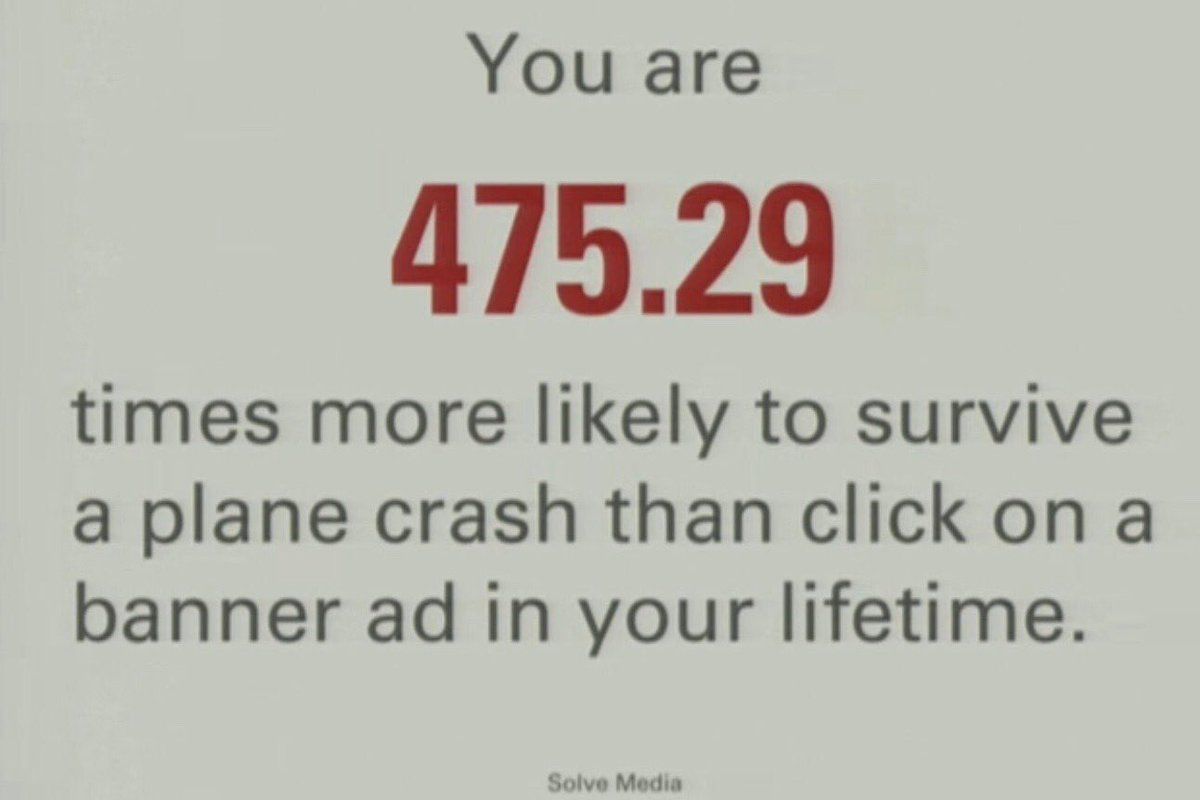 You are
475.29
times more likely to survive
a plane crash than click on a
banner ad in your lifetime.
Solve Media